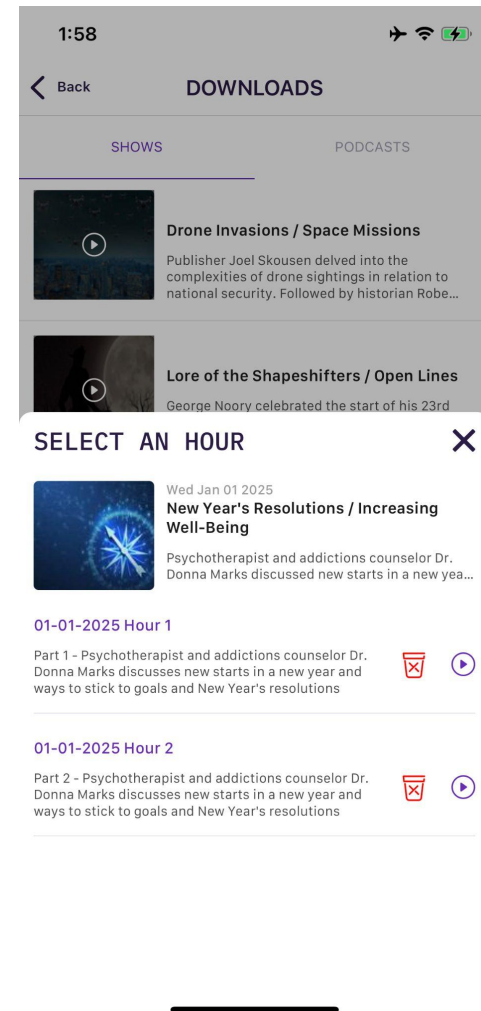 1:58
Back
DOWNLOADS
SHOWS
PODCASTS
Drone Invasions / Space Missions
Publisher Joel Skousen delved into the
complexities of drone sightings in relation to
national security. Followed by historian Robe...
Lore of the Shapeshifters / Open Lines
George Noory celebrated the start of his 23rd
SELECT AN HOUR
Wed Jan 01 2025
New Year's Resolutions / Increasing
Well-Being
Psychotherapist and addictions counselor Dr.
Donna Marks discussed new starts in a new yea...
01-01-2025 Hour 1
Part 1 - Psychotherapist and addictions counselor Dr.
Donna Marks discusses new starts in a new year and
ways to stick to goals and New Year's resolutions
01-01-2025 Hour 2
Part 2 - Psychotherapist and addictions counselor Dr.
Donna Marks discusses new starts in a new year and
ways to stick to goals and New Year's resolutions